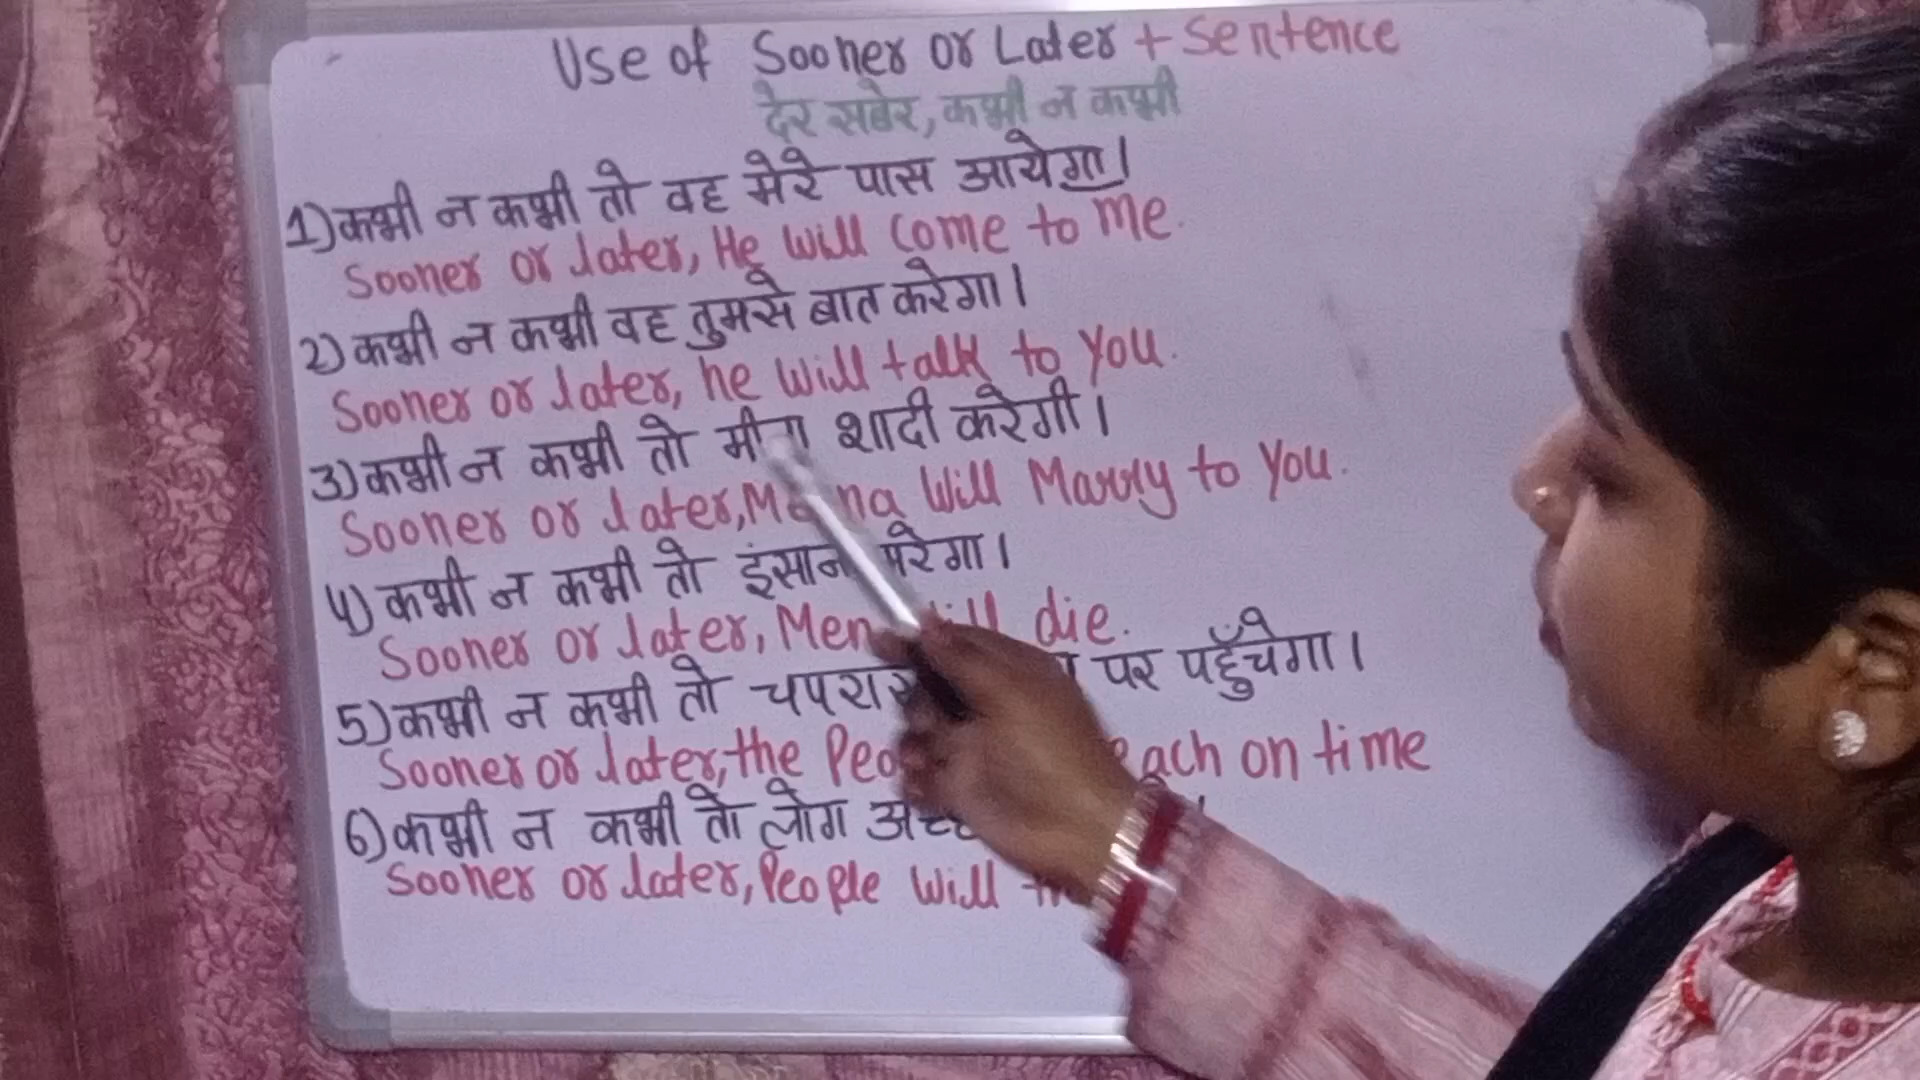 Use of Sooner or Later + Sentence
देर सबेर, कभी न कभी
1) कभी न कभी तो वह मेरे पास आयेगा।
Sooner or later, He will come to me.
2) कभी न कभी वह तुमसे बात करेगा।
Sooner or later, he will talk to you.
3) कभी न कभी तो मीना शादी करेगी।
Sooner or later, Meena will Marry to you.
4) कभी न कभी तो इंसान मरेगा।
Sooner or later, Men will die.
5) कभी न कभी तो पर पहुँचेगा।
Sooner or later, the on time
6) कभी न कभी तो लोग
Sooner or later, People will